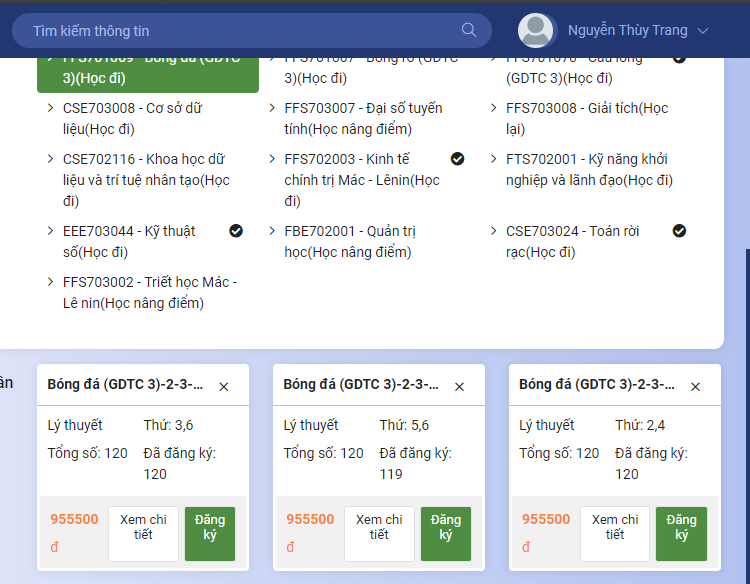 Tìm kiếm thông tin
Nguyễn Thùy Trang
FFS701009 - Bóng đá (GDTC
3)(Học đi)
3)(Học đi)
(GDTC 3)(Học đi)
CSE703008 - Cơ sở dữ
liệu(Học đi)
FFS703007 - Đại số tuyến
tính(Học nâng điểm)
FFS703008 - Giải tích(Học
lại)
CSE702116 - Khoa học dữ
liệu và trí tuệ nhân tạo(Học
đi)
FFS702003 - Kinh tế
chính trị Mác - Lênin(Học
đi)
FTS702001 - Kỹ năng khởi
nghiệp và lãnh đạo(Học đi)
EEE703044 - Kỹ thuật
số(Học đi)
FBE702001 - Quản trị
học(Học nâng điểm)
CSE703024 - Toán rời
rạc(Học đi)
FFS703002 - Triết học Mác -
Lê nin(Học nâng điểm)
ân
Bóng đá (GDTC 3)-2-3-...
Lý thuyết
Thứ: 3,6
Tổng số: 120
Đã đăng ký:
120
955500
đ
Xem chi
tiết
Đăng
ký
Bóng đá (GDTC 3)-2-3-...
Lý thuyết
Thứ: 5,6
Tổng số: 120
Đã đăng ký:
119
955500
đ
Xem chi
tiết
Đăng
ký
Bóng đá (GDTC 3)-2-3-...
Lý thuyết
Thứ: 2,4
Tổng số: 120
Đã đăng ký:
120
955500
đ
Xem chi
tiết
Đăng
ký